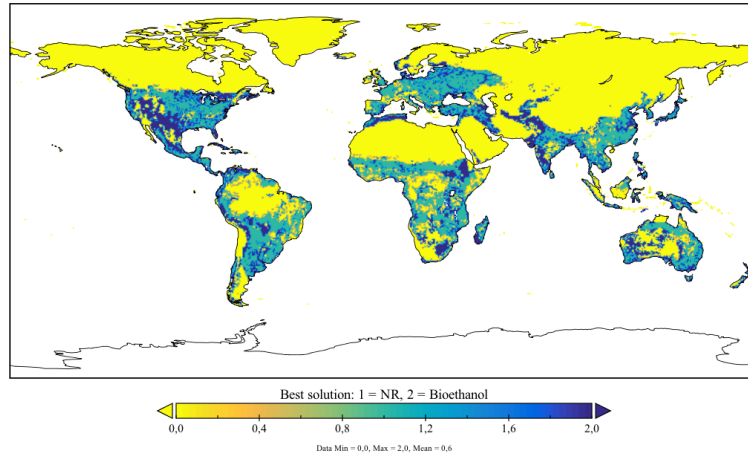 Best solution: 1 = NR, 2 = Bioethanol
0,0 0,4 0,8 1,2 1,6 2,0
Data Min = 0,0, Max = 2,0, Mean = 0,6